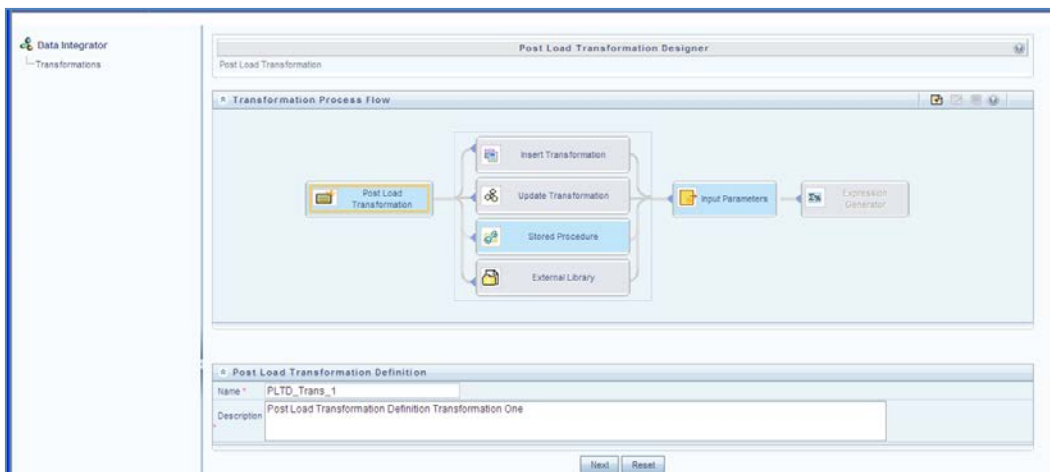 Data Integrator
Transformations
Post Load Transformation Designer
Post Load Transformation
Transformation Process Flow
Insert Transformation
Post Load
Transformation
Update Transformation
Input Parameters
Expression
Generator
Stored Procedure
External Library
Post Load Transformation Definition
Name * PLTD_Trans_1
Description * Post Load Transformation Definition Transformation One
Next Reset